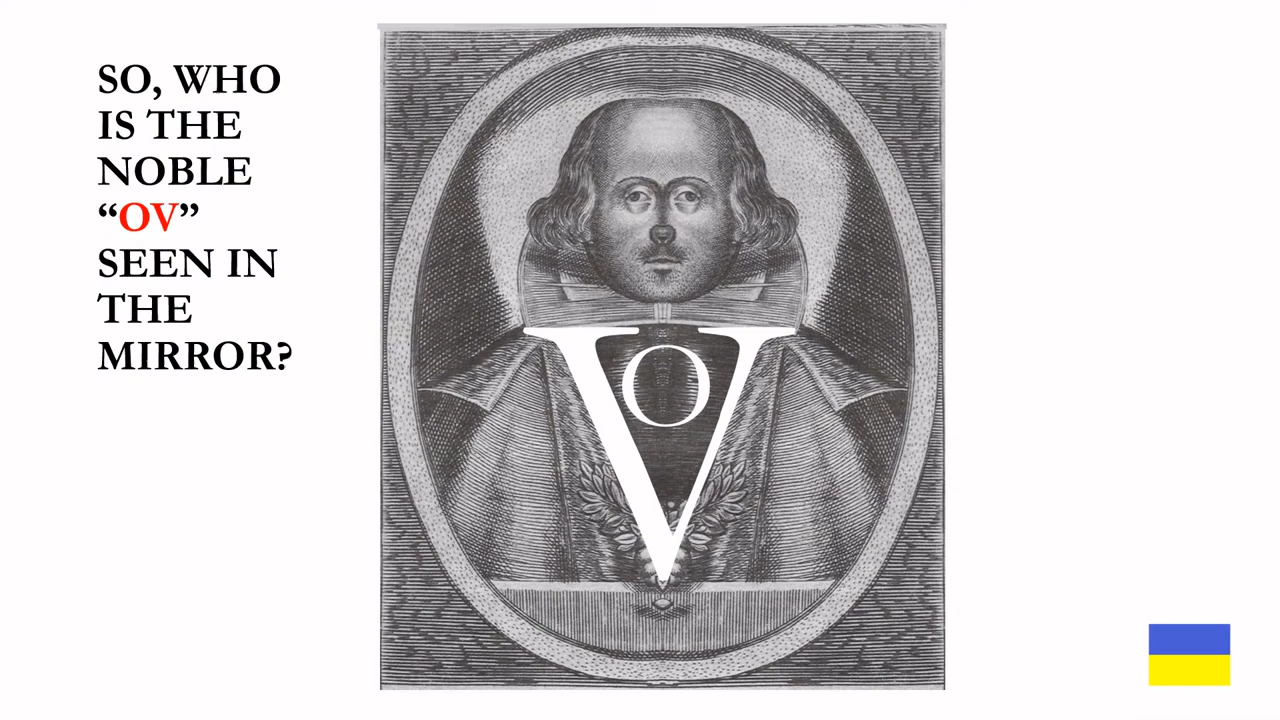 SO, WHO
IS THE
NOBLE
“OV”
SEEN IN
THE
MIRROR?
V
O